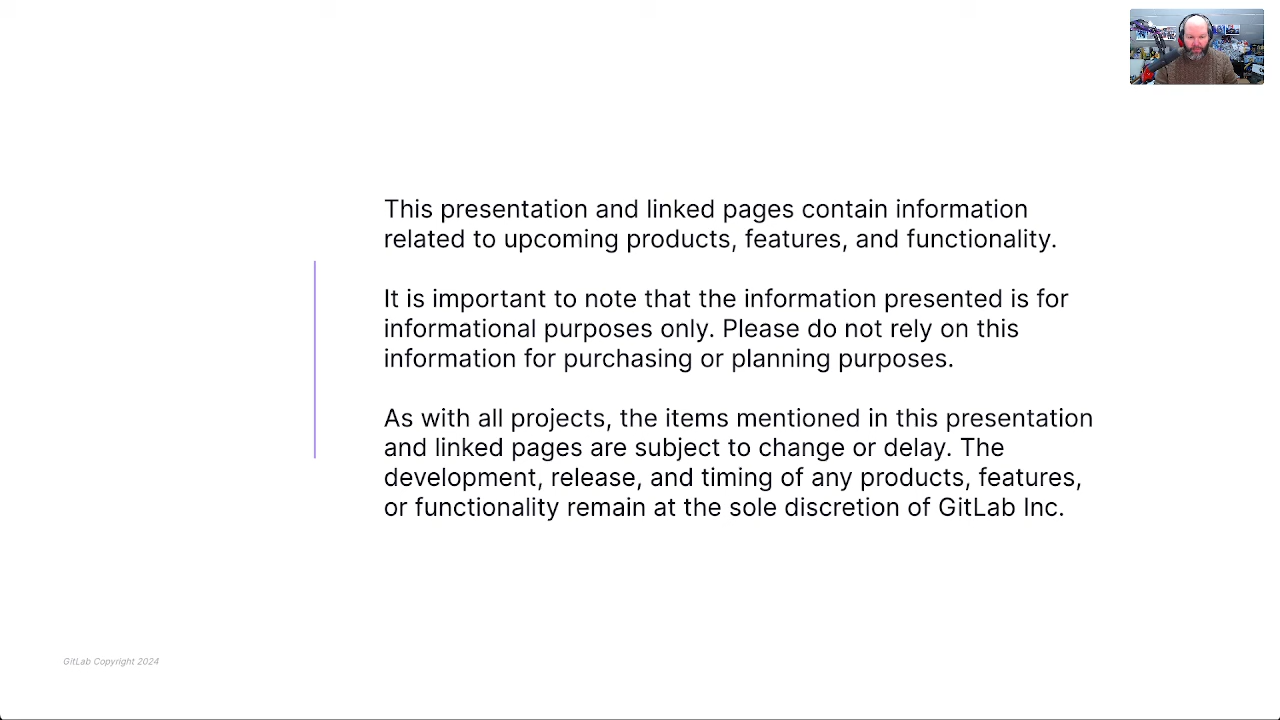 This presentation and linked pages contain information
related to upcoming products, features, and functionality.
It is important to note that the information presented is for
informational purposes only. Please do not rely on this
information for purchasing or planning purposes.
As with all projects, the items mentioned in this presentation
and linked pages are subject to change or delay. The
development, release, and timing of any products, features,
or functionality remain at the sole discretion of GitLab Inc.
GitLab Copyright 2024